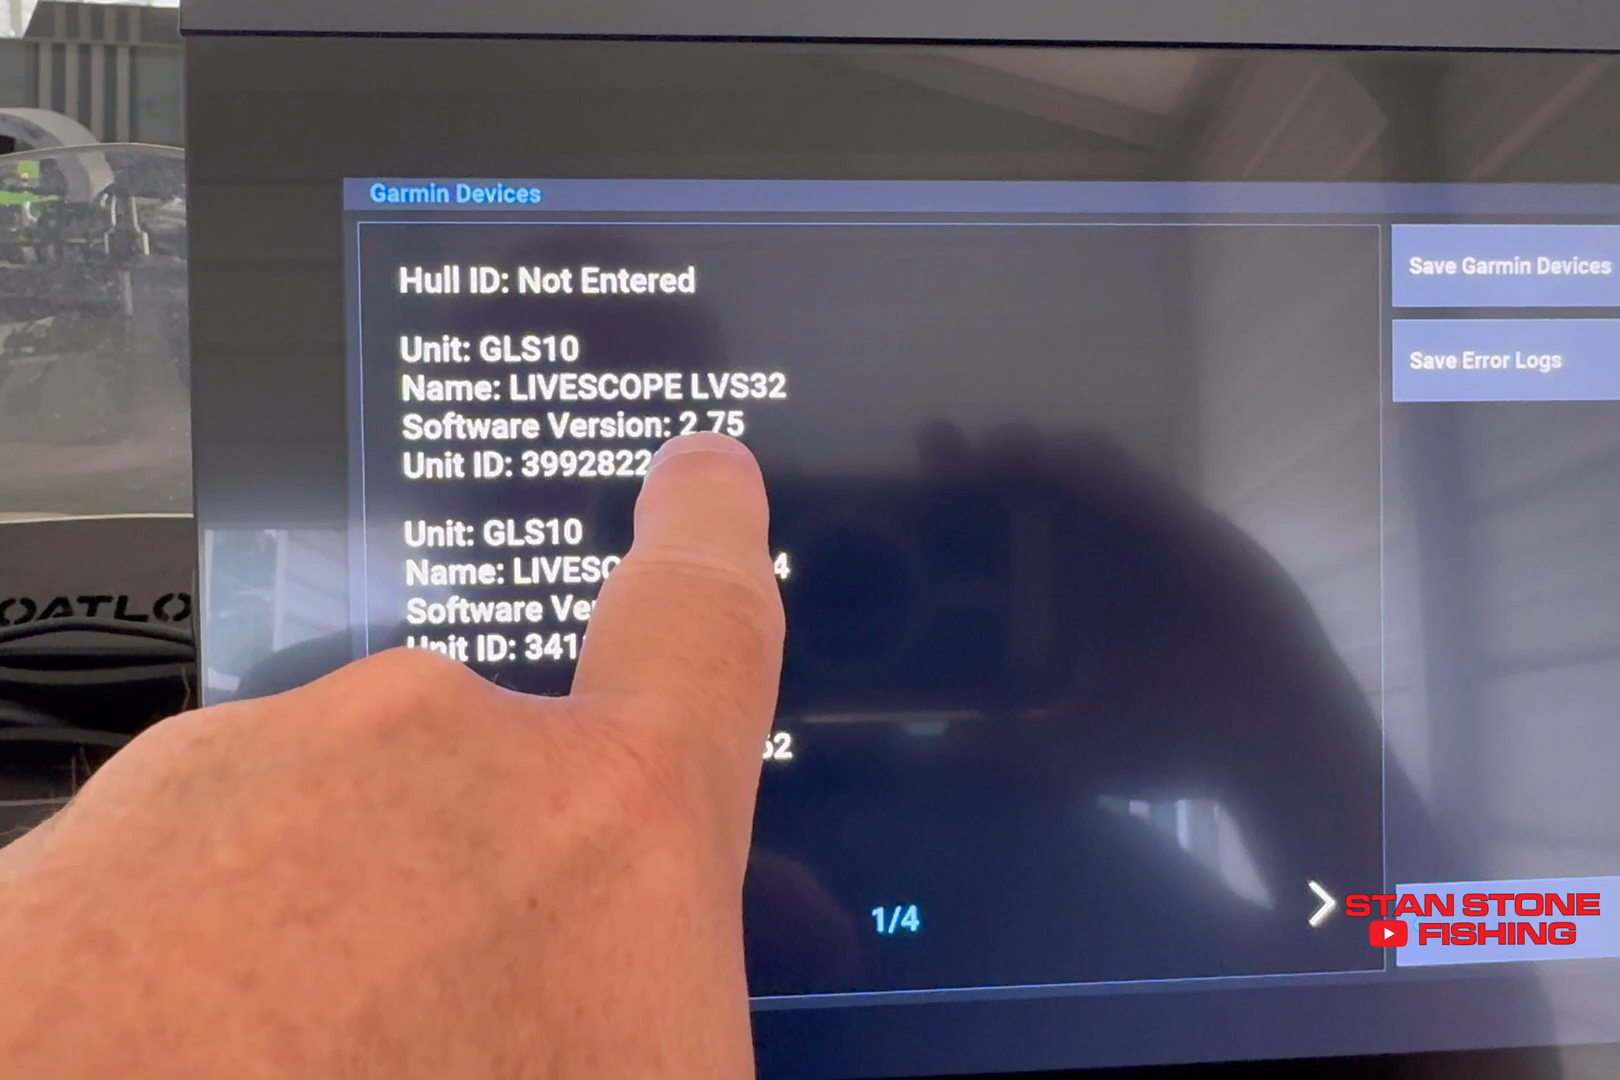 Garmin Devices
Hull ID: Not Entered
Save Garmin Devices
Unit: GLS10
Name: LIVESCOPE LVS32
Software Version: 2.75
Unit ID: 3992822
Save Error Logs
Unit: GLS10
Name: LIVESC 4
Software Ve
Unit ID: 341
62
OATLO
1/4
STAN STONE
FISHING